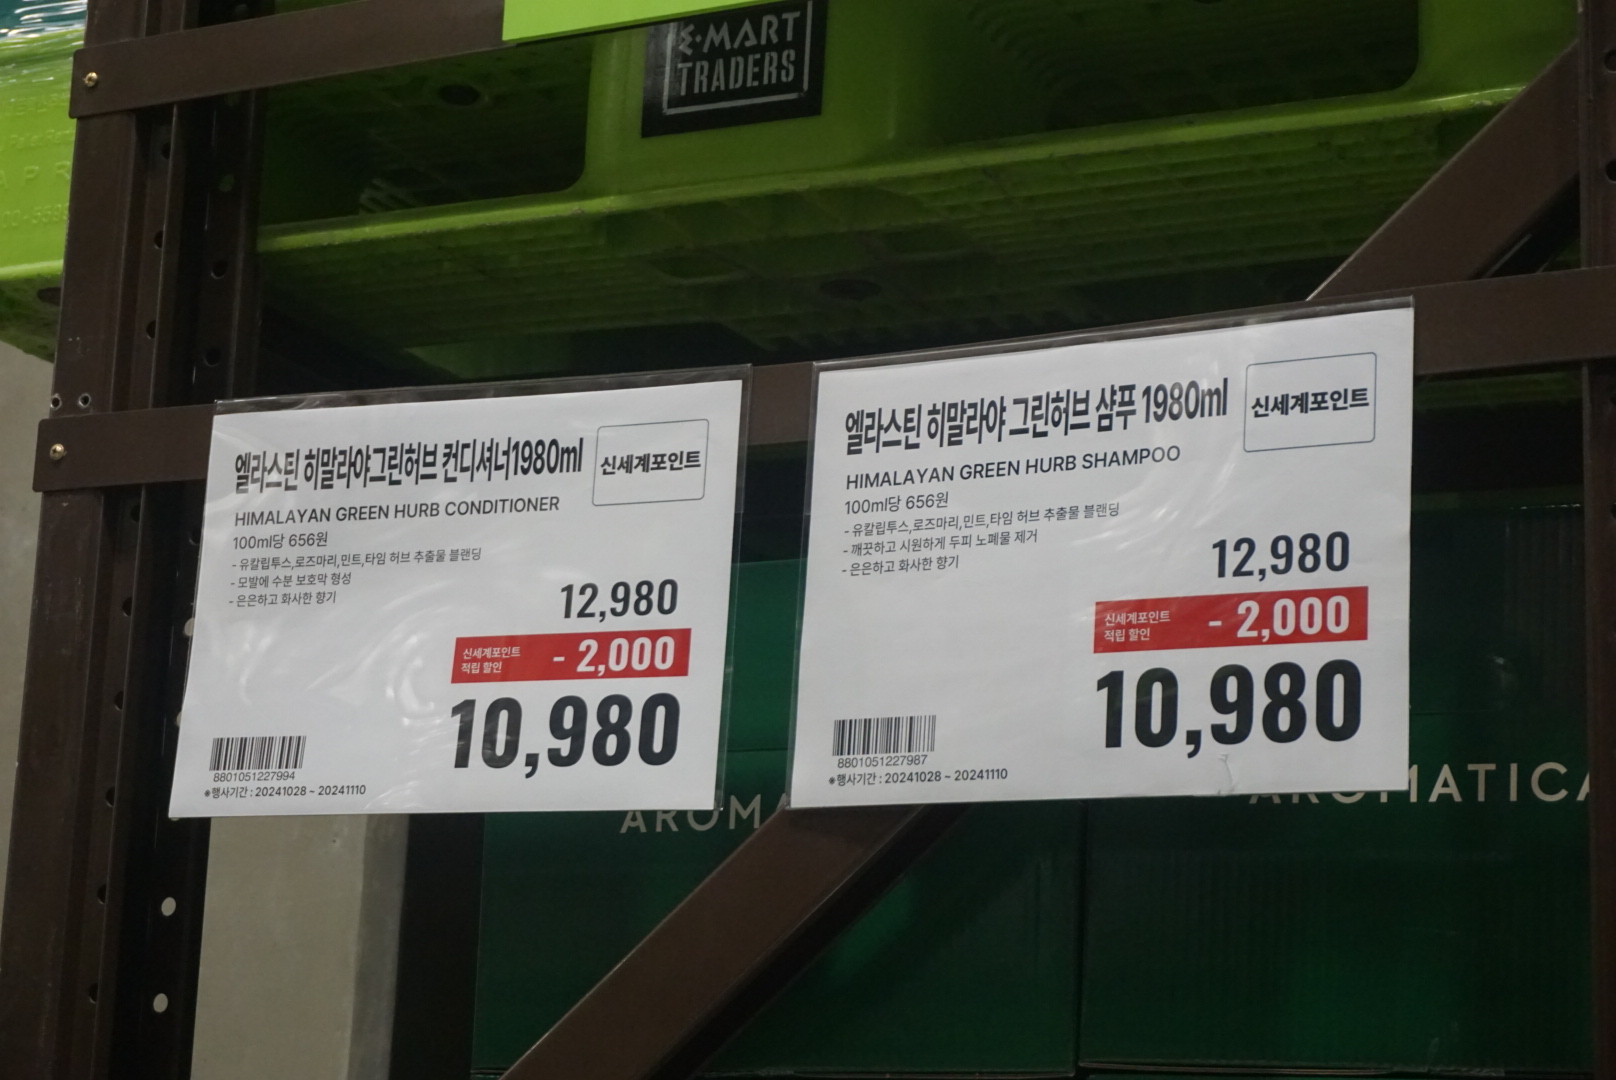 E·MART
TRADERS
엘라스틴 히말라야그린허브 컨디셔너1980ml
신세계포인트
HIMALAYAN GREEN HURB CONDITIONER
100ml당 656원
- 유칼립투스,로즈마리,민트,타임 허브 추출물 블랜딩
- 모발에 수분 보호막 형성
- 은은하고 화사한 향기
12,980
신세계포인트
적립 할인
- 2,000
10,980
8801051227994
※행사기간 : 20241028 ~ 20241110
엘라스틴 히말라야 그린허브 샴푸 1980ml
신세계포인트
HIMALAYAN GREEN HURB SHAMPOO
100ml당 656원
- 유칼립투스,로즈마리,민트,타임 허브 추출물 블랜딩
- 깨끗하고 시원하게 두피 노폐물 제거
- 은은하고 화사한 향기
12,980
신세계포인트
적립 할인
- 2,000
10,980
8801051227987
※행사기간 : 20241028 ~ 20241110
AROMA
AROMATICA